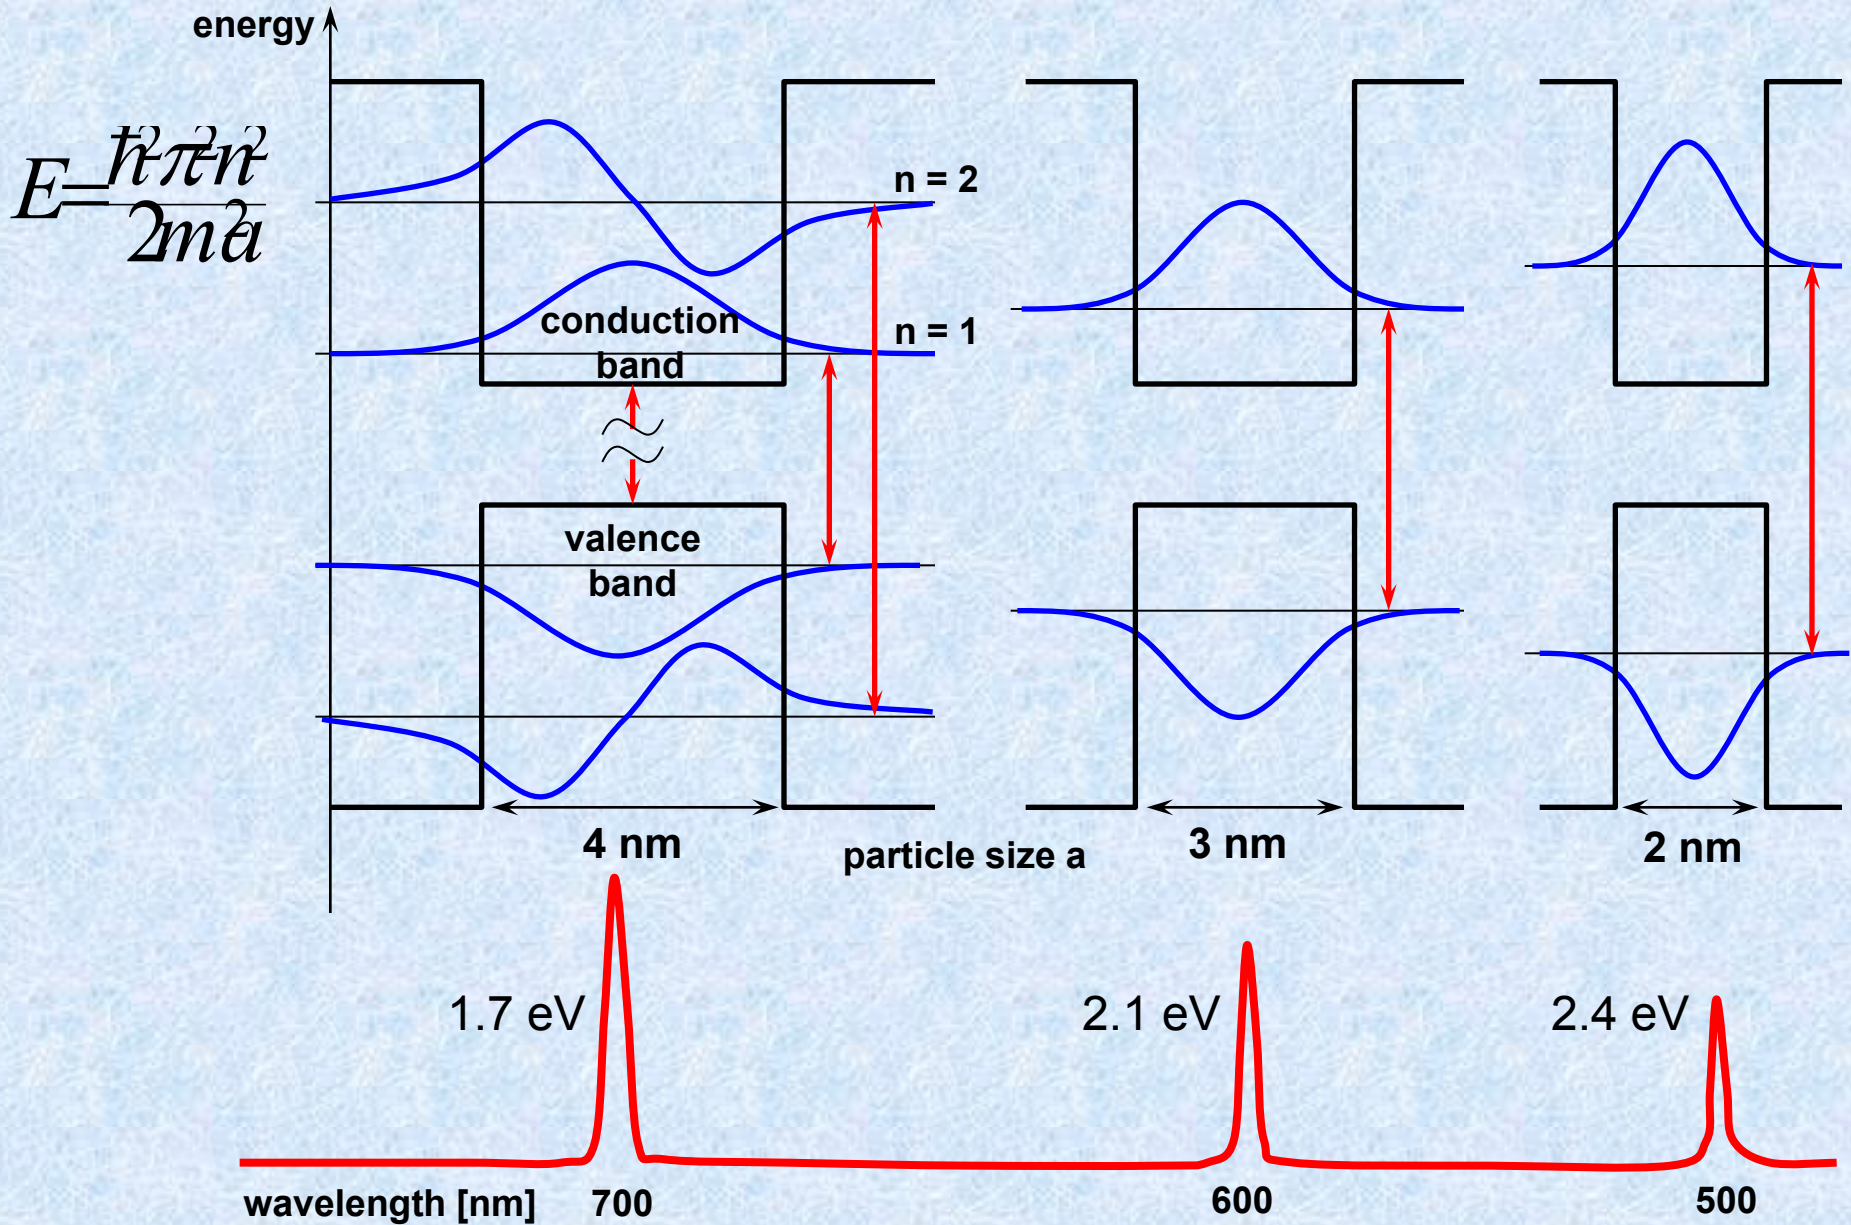 energy
E=ħ²π²n²
2ma²
n = 2
n = 1
conduction
band
valence
band
4 nm
particle size a
3 nm
2 nm
1.7 eV
2.1 eV
2.4 eV
wavelength [nm] 700 600 500